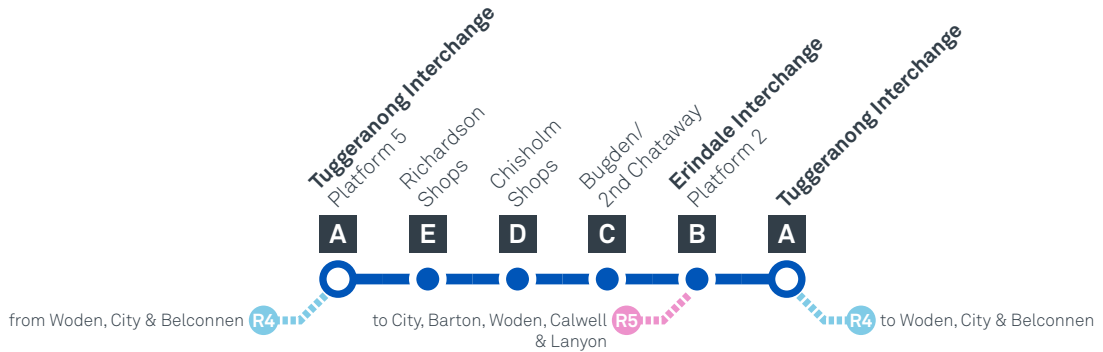 Tuggeranong Interchange
Platform 5
Richardson
Shops
Chisholm
Shops
Bugden/
2nd Chataway
Erindale Interchange
Platform 2
Tuggeranong Interchange
A
E
D
C
B
A
from Woden, City & Belconnen R4
to City, Barton, Woden, Calwell R5
& Lanyon
R4 to Woden, City & Belconnen